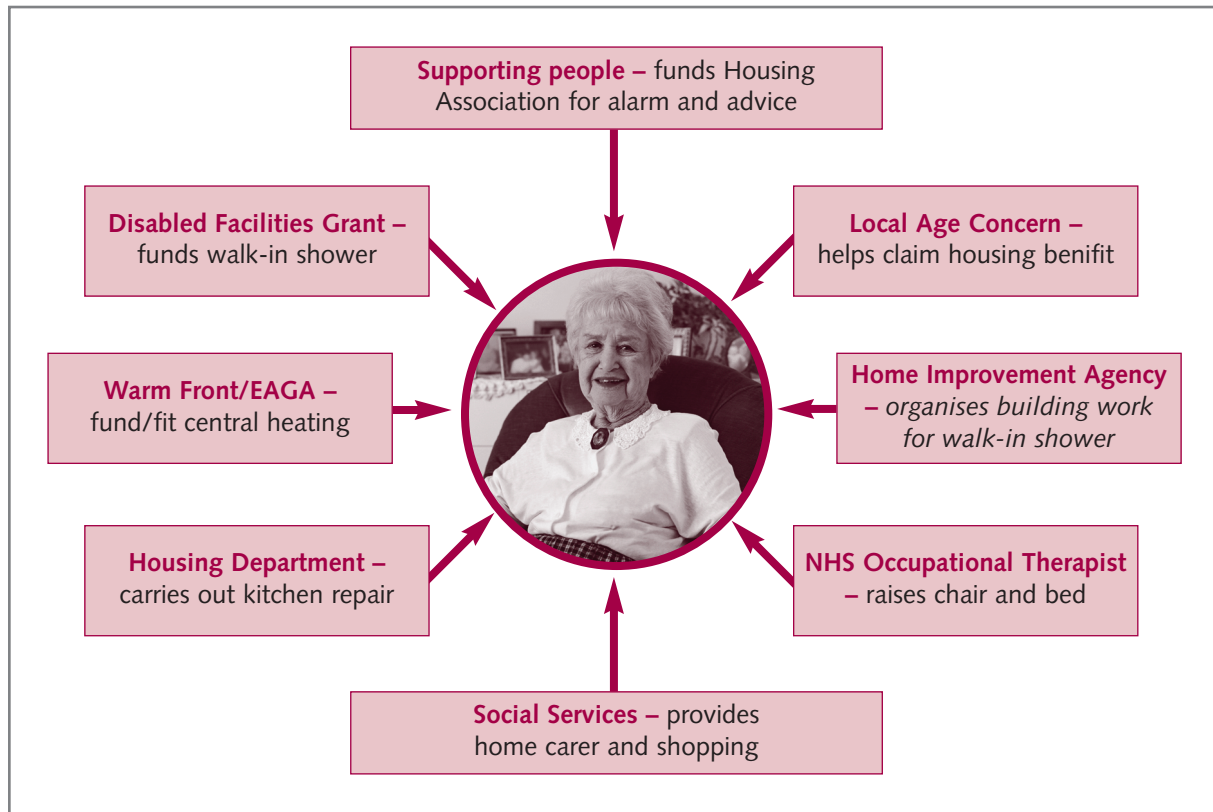 Supporting people – funds Housing
Association for alarm and advice
Disabled Facilities Grant –
funds walk-in shower
Local Age Concern –
helps claim housing benifit
Warm Front/EAGA –
fund/fit central heating
Home Improvement Agency
– organises building work
for walk-in shower
Housing Department –
carries out kitchen repair
NHS Occupational Therapist
– raises chair and bed
Social Services – provides
home carer and shopping